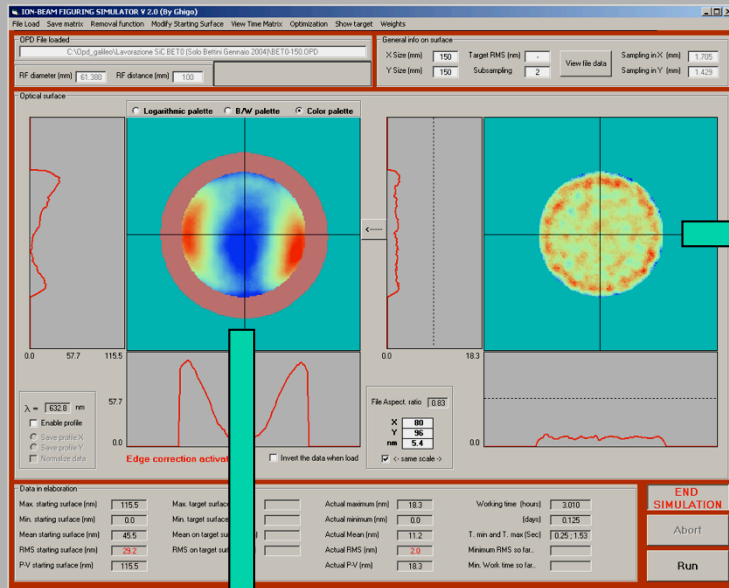 ION-BEAM FIGURING SIMULATOR V 2.0 (By Ghigo)
File Load Save matrix Removal function Modify Starting Surface View Time Matrix Optimization Show target Weights
OPD File loaded
C:\Opd_galileo\Lavorazione SiC BET0 (Solo Bettini Gennaio 2004)\BET0-150.OPD
RF diameter (mm) 61.380 RF distance (mm) 100
General info on surface
X Size (mm) 150 Target RMS (nm) - View file data Sampling in X (mm) 1.705
Y Size (mm) 150 Subsampling 2 Sampling in Y (mm) 1.429
Optical surface
Logarithmic palette B/W palette Color palette
<----
0.0 57.7 115.5
0.0 18.3
57.7
0.0
0.0
λ = 632.8 nm
Enable profile
Save profile X
Save profile Y
Normalize data
Edge correction activat
Invert the data when load
File Aspect. ratio 0.83
X 80
Y 96
nm 5.4
<- same scale ->
Data in elaboration
Max. starting surface (nm) 115.5 Max. target surface Actual maximum (nm) 18.3 Working time (hours) 3.010
Min. starting surface (nm) 0.0 Min. target surface Actual minimum (nm) 0.0 (days) 0.125
Mean starting surface (nm) 45.5 Mean on target su Actual Mean (nm) 11.2 T. min and T. max (Sec) 0.25 ; 1.53
RMS starting surface (nm) 29.2 RMS on target surf Actual RMS (nm) 2.0 Minimum RMS so far..
P-V starting surface (nm) 115.5 Actual P-V (nm) 18.3 Min. Work time so far..
END SIMULATION
Abort
Run